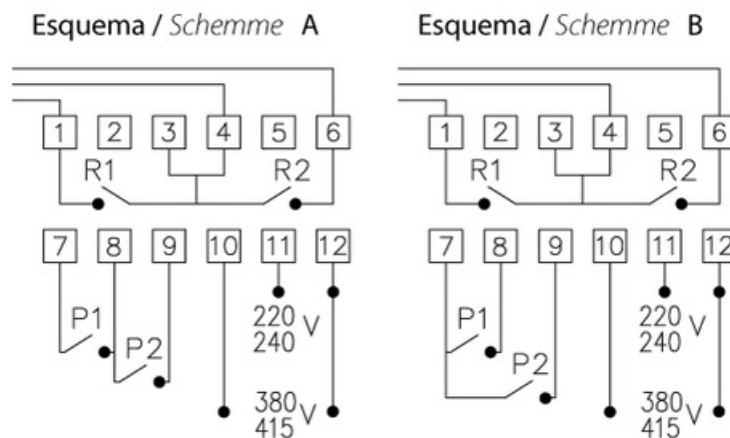 Esquema / Schemme A
Esquema / Schemme B
1 2 3 4 5 6
1 2 3 4 5 6
R1 R2
R1 R2
7 8 9 10 11 12
7 8 9 10 11 12
P1
P2
220
240 V
380
415 V
P1
P2
220
240 V
380
415 V